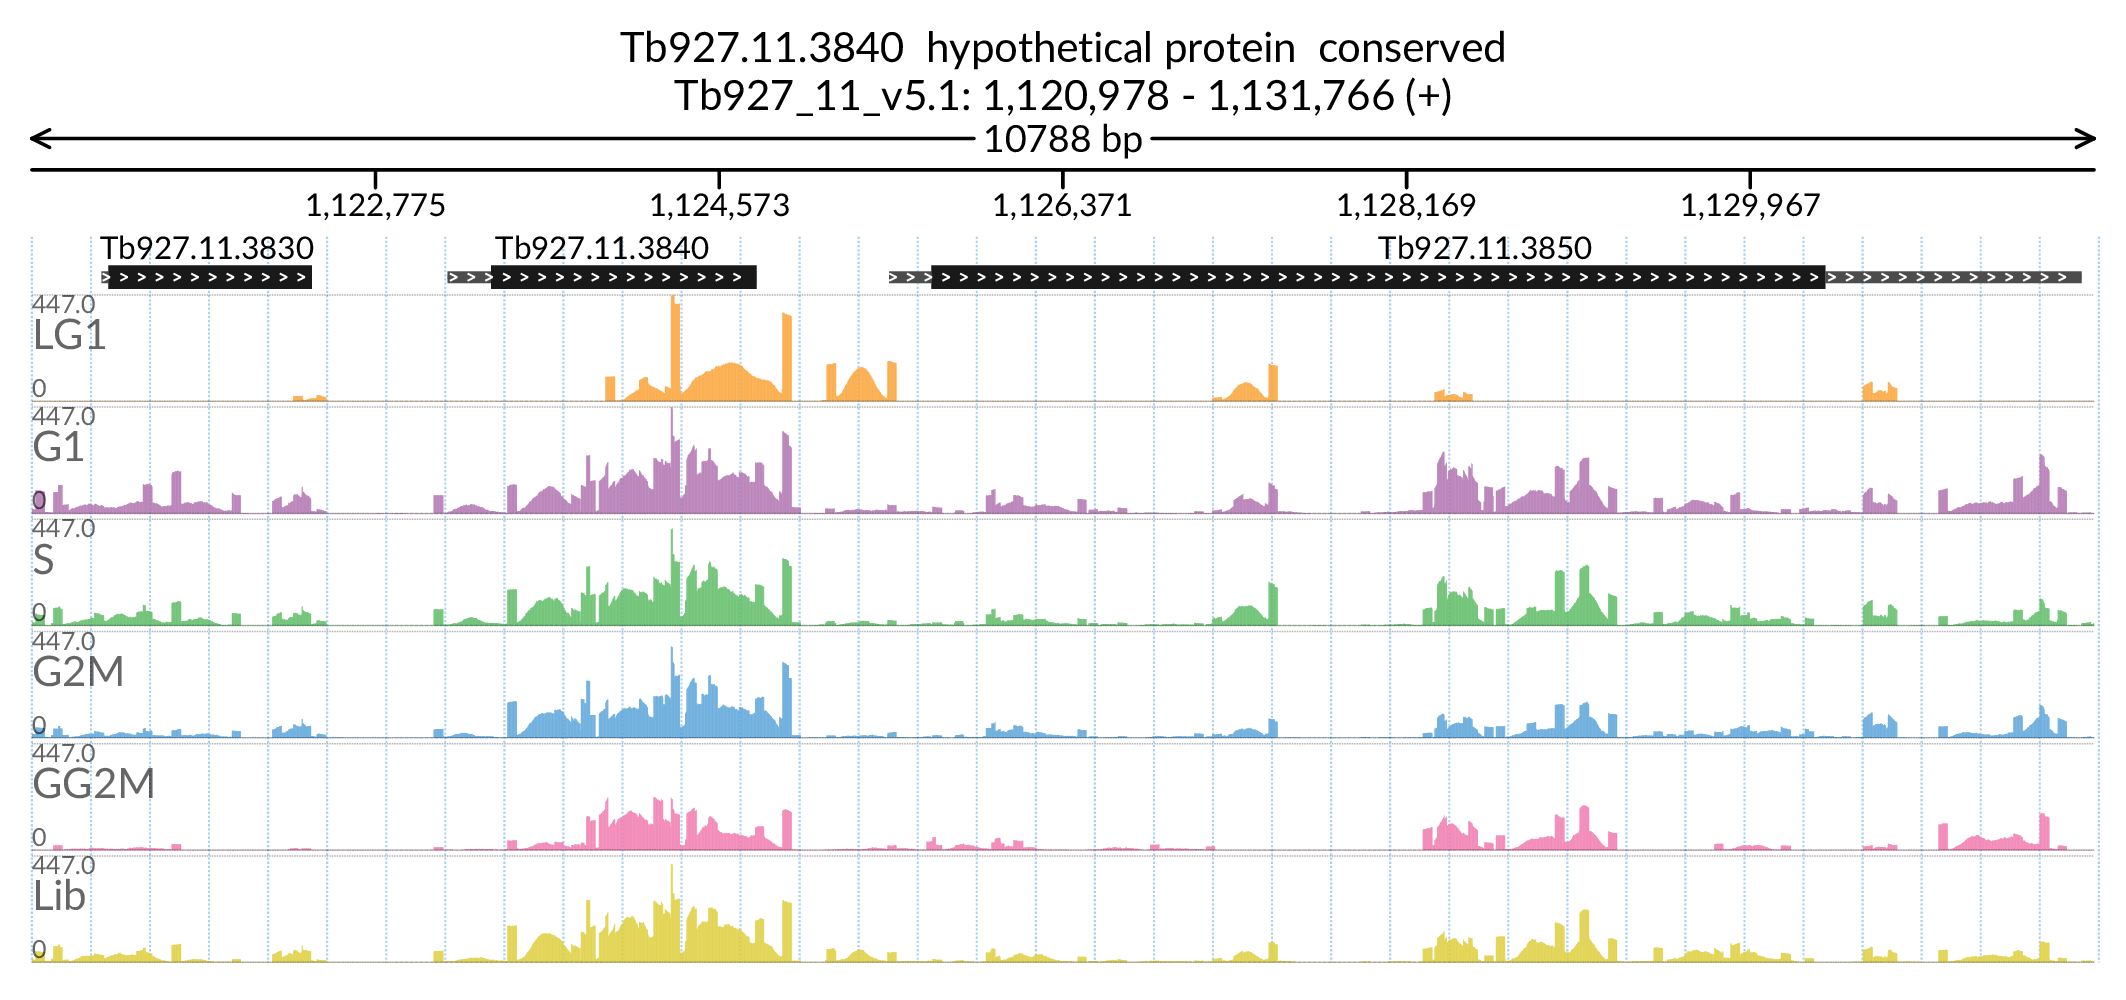 Tb927.11.3840  hypothetical protein  conserved
Tb927_11_v5.1: 1,120,978 - 1,131,766 (+)
10788 bp
1,122,775 1,124,573 1,126,371 1,128,169 1,129,967
Tb927.11.3830 Tb927.11.3840 Tb927.11.3850
447.0
LG1
0
447.0
G1
0
447.0
S
0
447.0
G2M
0
447.0
GG2M
0
447.0
Lib
0